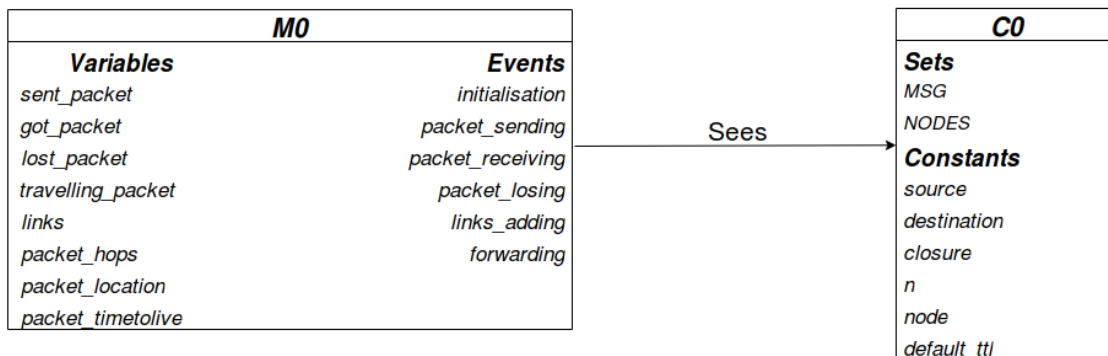 M0
Variables
Events
sent_packet
initialisation
got_packet
packet_sending
lost_packet
packet_receiving
travelling_packet
packet_losing
links
links_adding
packet_hops
forwarding
packet_location
packet_timetolive
Sees
C0
Sets
MSG
NODES
Constants
source
destination
closure
n
node
default_ttl